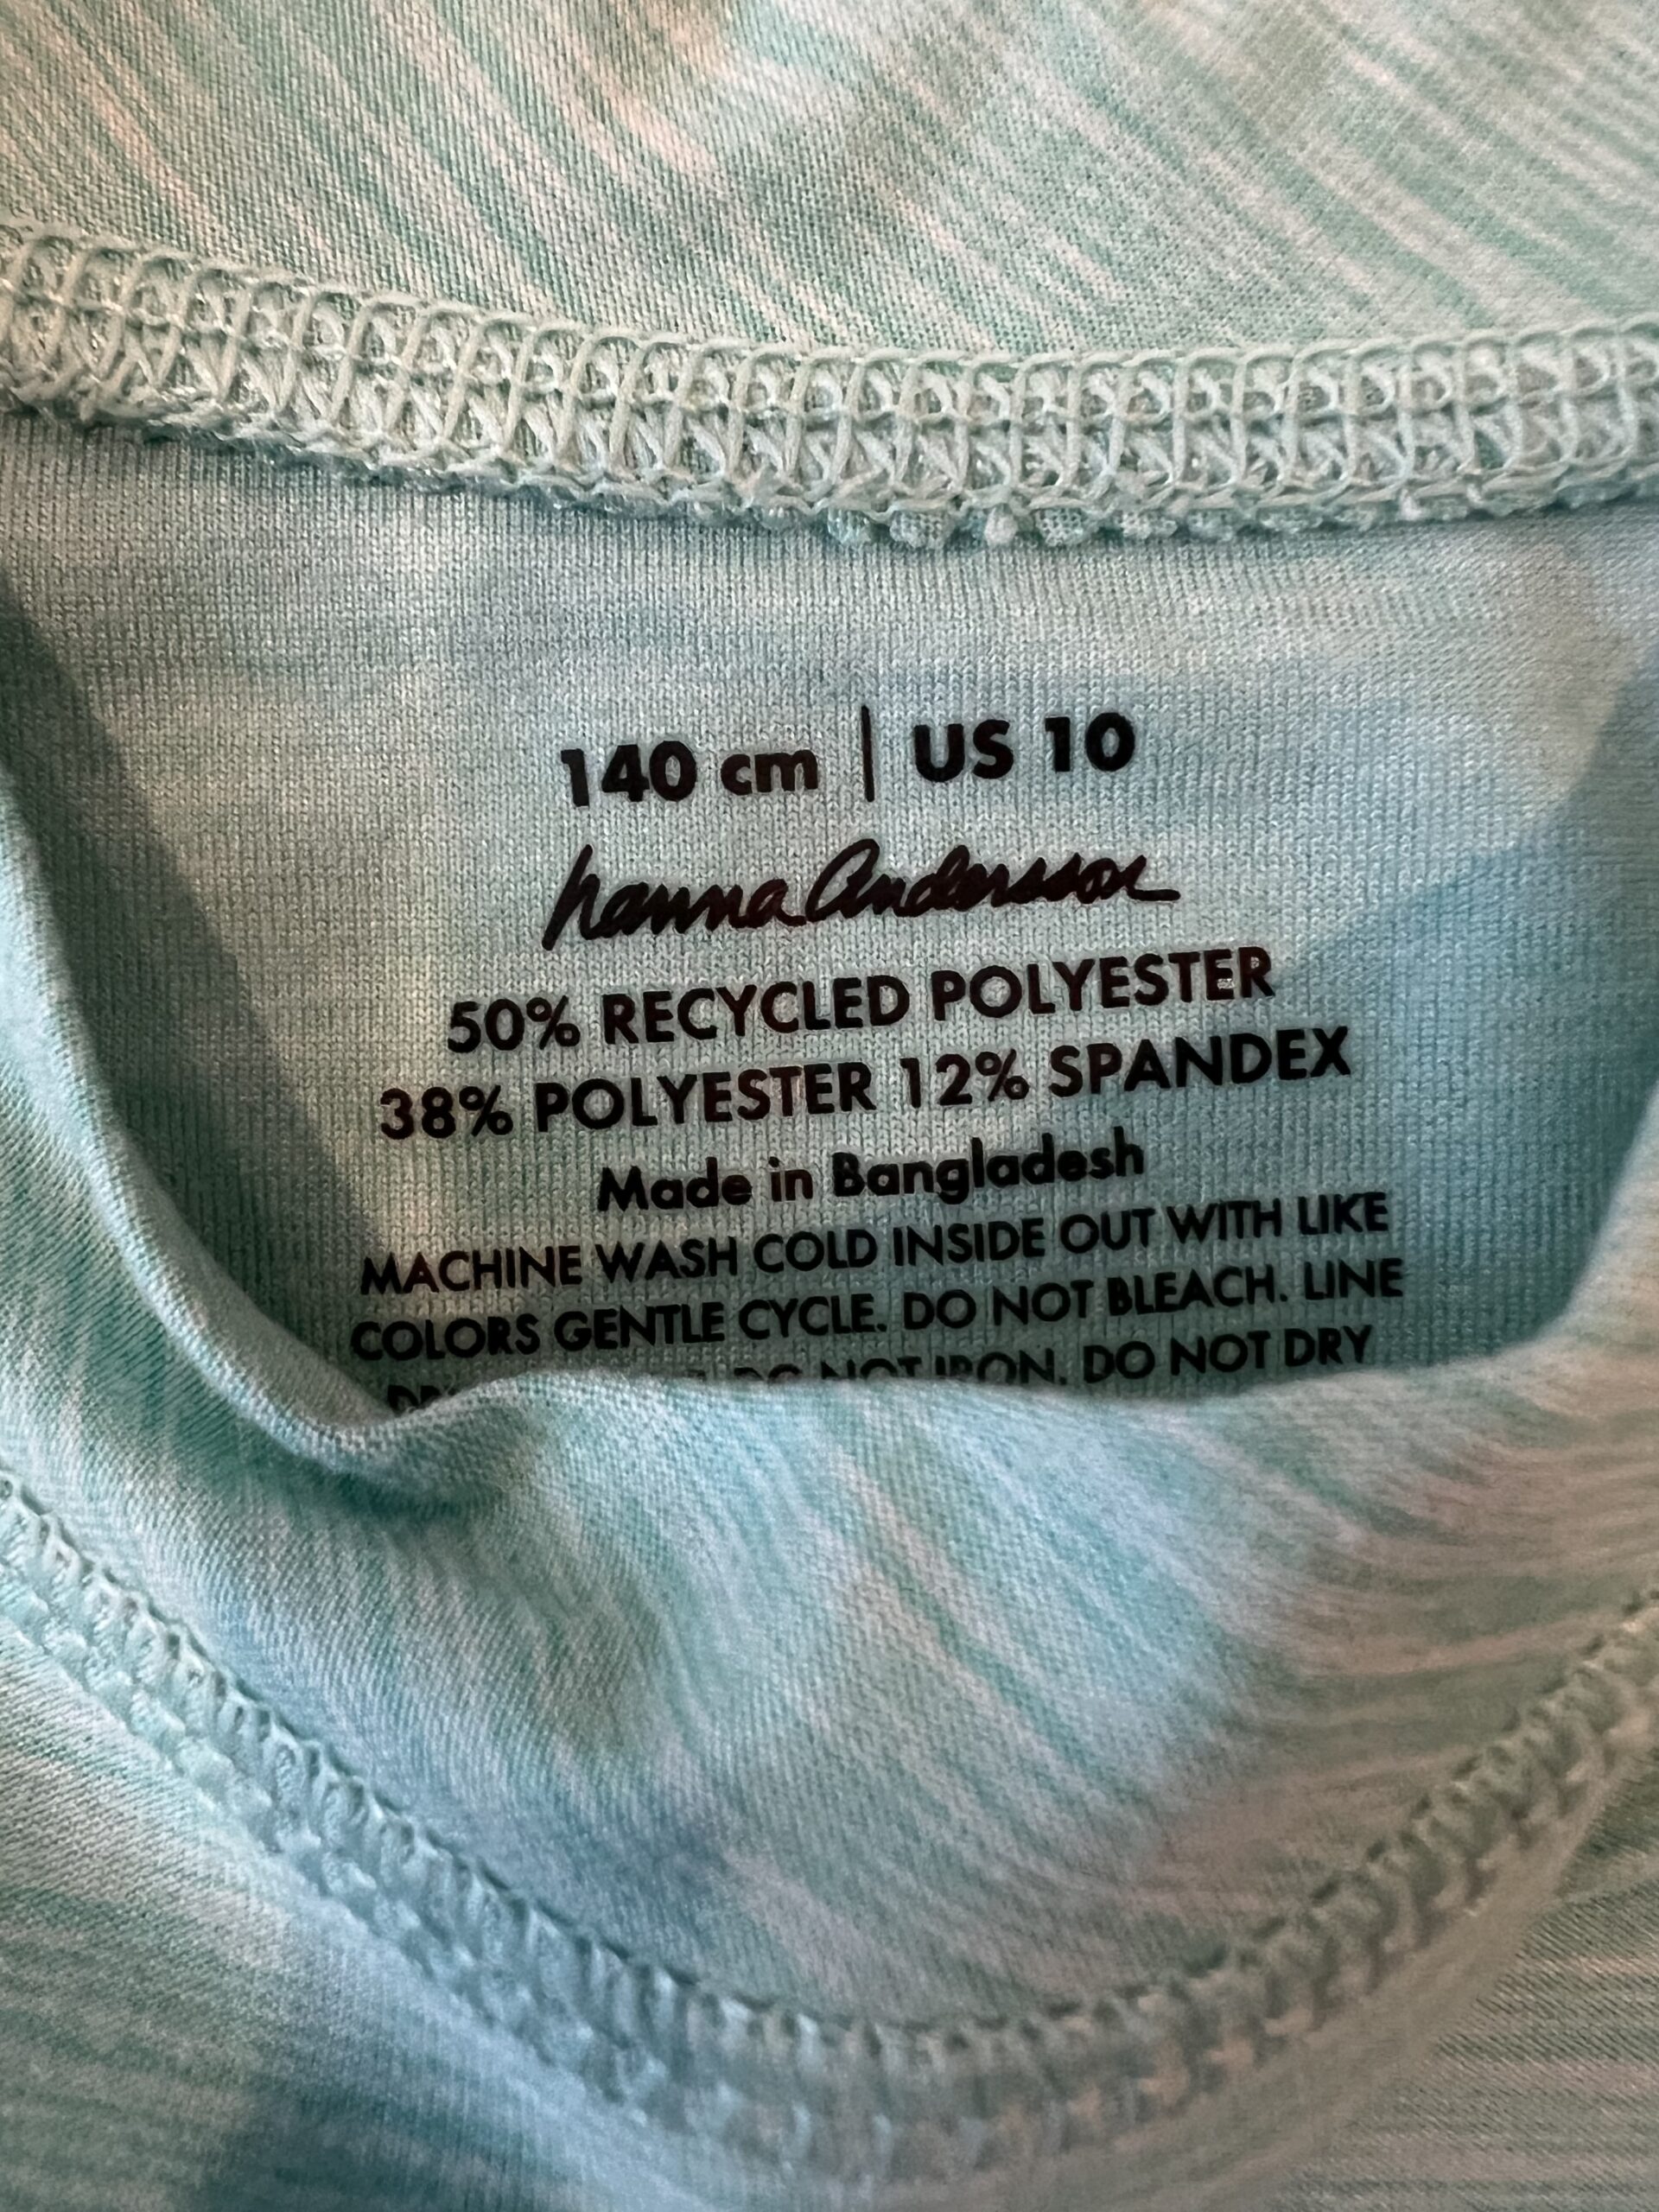 140 cm | US 10
hanna Andersson
50% RECYCLED POLYESTER
38% POLYESTER 12% SPANDEX
Made in Bangladesh
MACHINE WASH COLD INSIDE OUT WITH LIKE
COLORS GENTLE CYCLE. DO NOT BLEACH. LINE
DO NOT IRON. DO NOT DRY